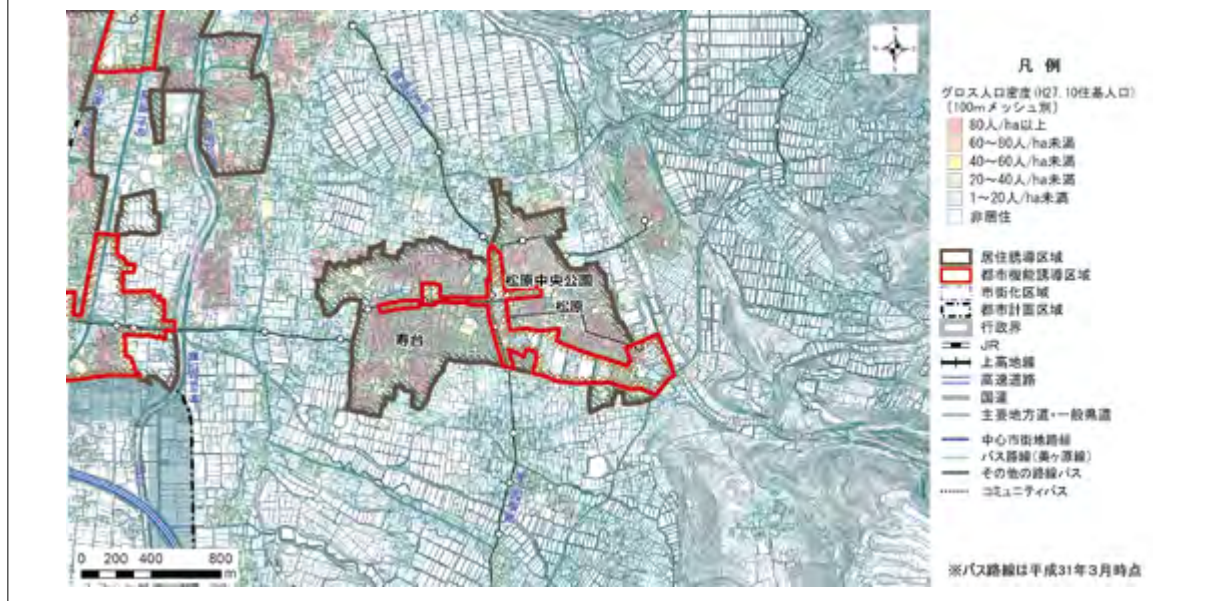 凡 例
グロス人口密度(H27.10住基人口)
(100mメッシュ別)
80人/ha以上
60～80人/ha未満
40～60人/ha未満
20～40人/ha未満
1～20人/ha未満
非居住
居住誘導区域
都市機能誘導区域
市街化区域
都市計画区域
行政界
JR
上高地線
高速道路
国道
主要地方道・一般県道
中心市街地路線
バス路線(美ヶ原線)
その他の路線バス
コミュニティバス
松原中央公園
松原
寿台
0 200 400 800
m
※バス路線は平成31年3月時点